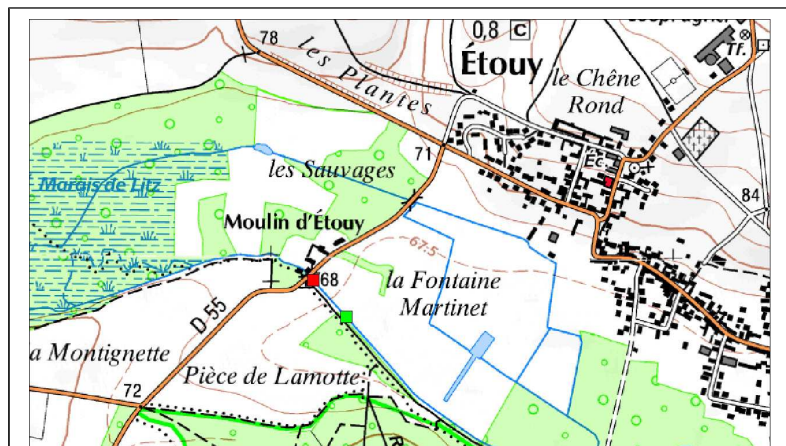 0,8 C
78
Étouy
Tf.
les Plantes
le Chêne
Rond
71
Éc.
les Sauvages
Marais de Litz
84
Moulin d'Étouy
67.5
68
la Fontaine
Martinet
D-55
a Montignette
Pièce de Lamotte
72
R